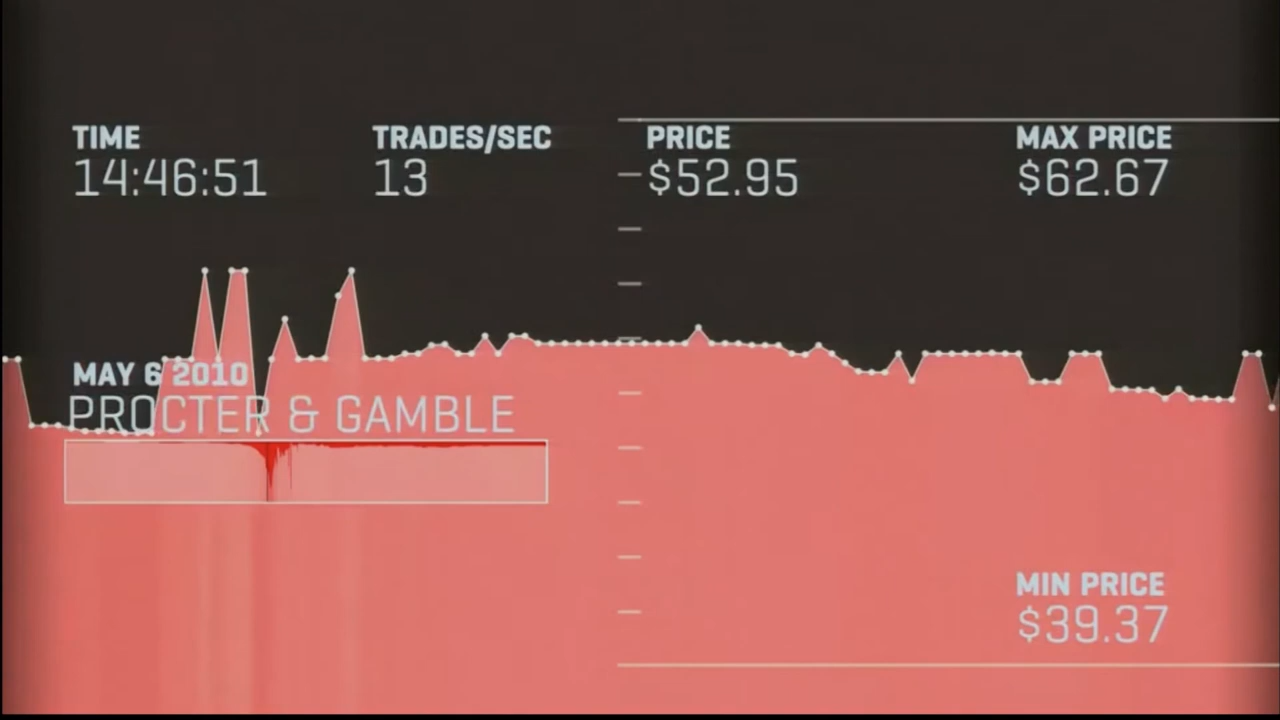 TIME
14:46:51
TRADES/SEC
13
PRICE
$52.95
MAX PRICE
$62.67
MAY 6 2010
PROCTER & GAMBLE
MIN PRICE
$39.37